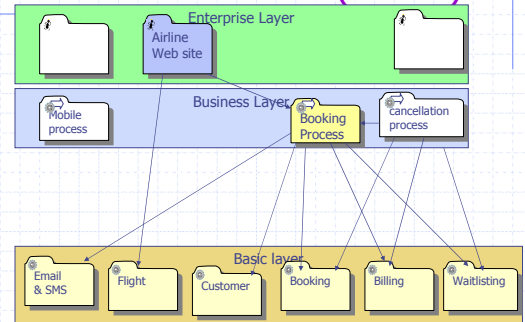 Enterprise Layer
Airline
Web site
Business Layer
Mobile
process
Booking
Process
cancellation
process
Basic layer
Email
& SMS
Flight
Customer
Booking
Billing
Waitlisting